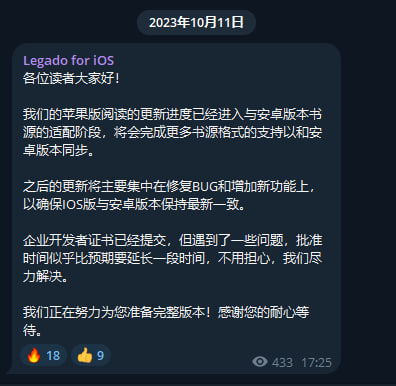 2023年10月11日
Legado for iOS
各位读者大家好！
我们的苹果版阅读的更新进度已经进入与安卓版本书
源的适配阶段，将会完成更多书源格式的支持以和安
卓版本同步。
之后的更新将主要集中在修复BUG和增加新功能上，
以确保IOS版与安卓版本保持最新一致。
企业开发者证书已经提交，但遇到了一些问题，批准
时间似乎比预期要延长一段时间，不用担心，我们尽
力解决。
我们正在努力为您准备完整版本！感谢您的耐心等
待。
🔥 18 👍 9 433 17:25